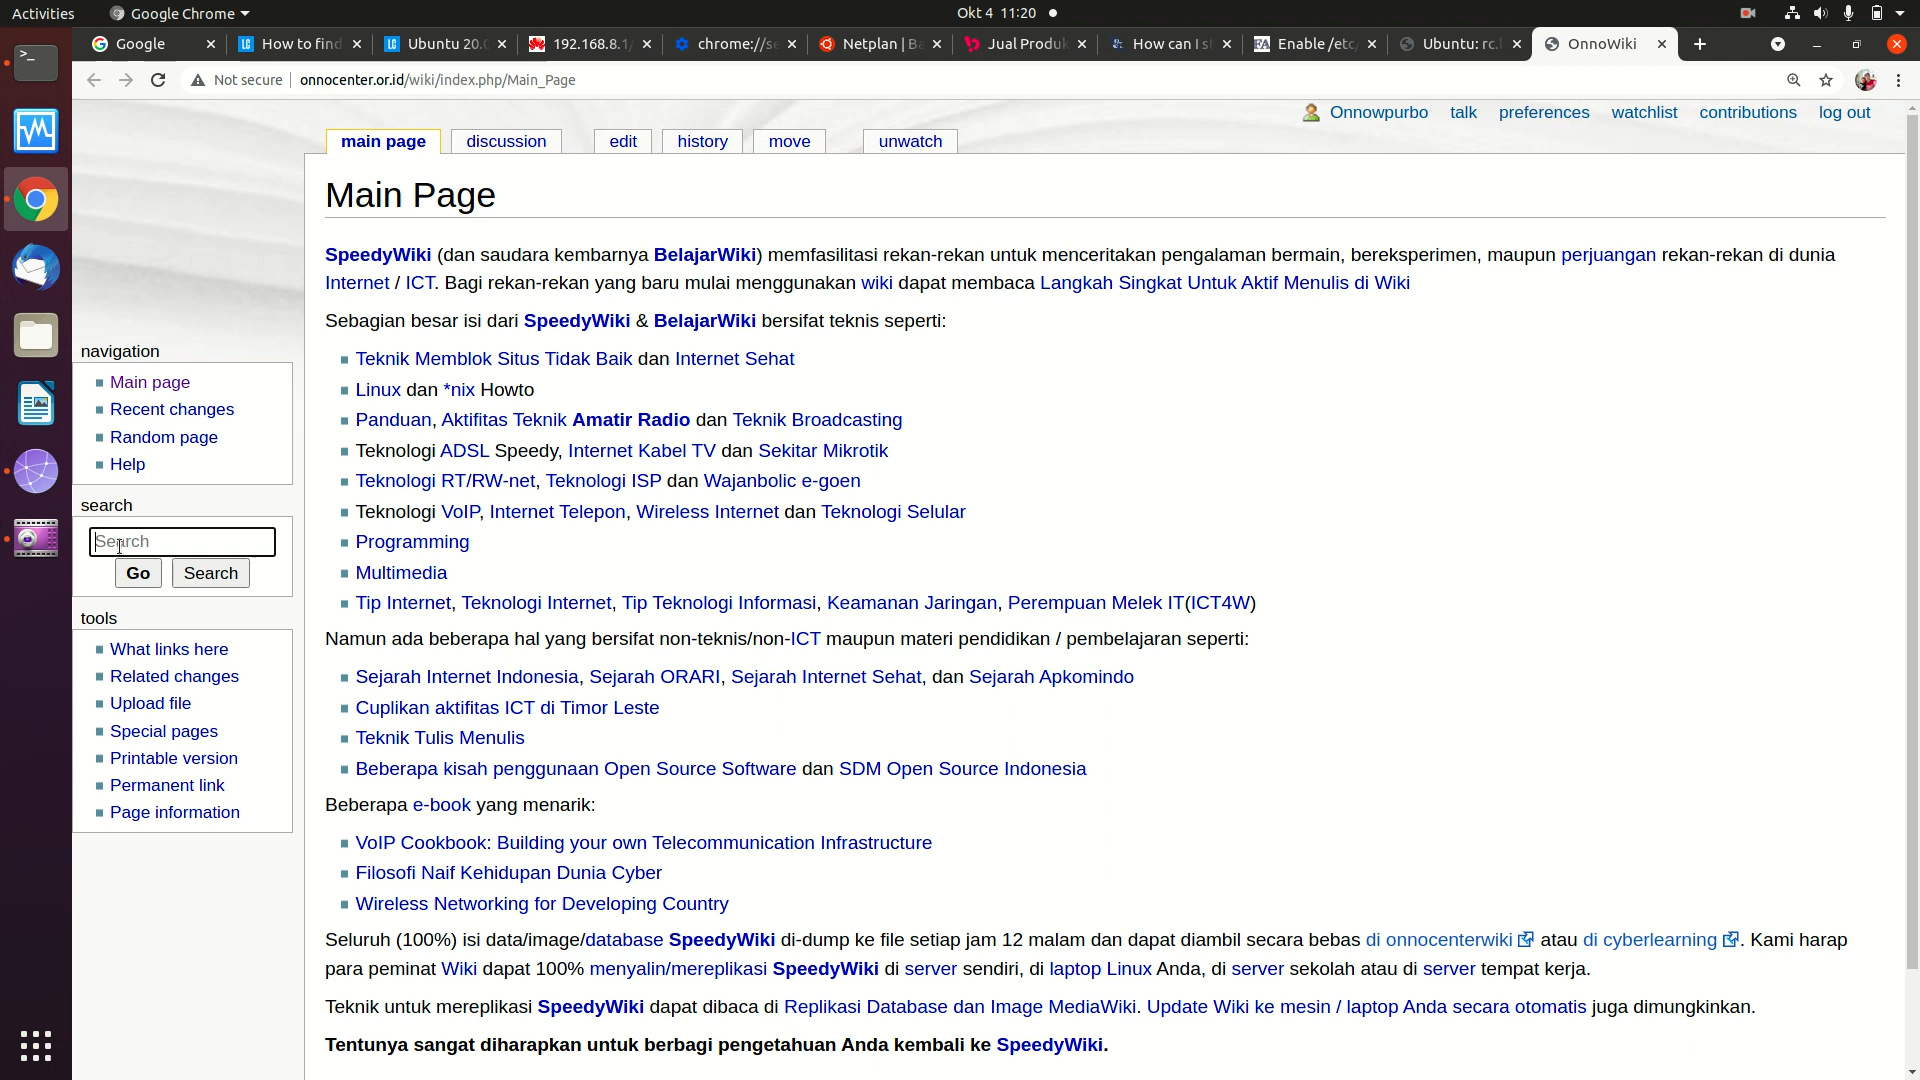 Activities
Google Chrome
Okt 4 11:20
Google
How to find
Ubuntu 20.
192.168.8.1/
chrome://s
Netplan | Ba
Jual Produk
How can I s
Enable /etc
Ubuntu: rc.l
OnnoWiki
Not secure
onnocenter.or.id/wiki/index.php/Main_Page
Onnowpurbo talk preferences watchlist contributions log out
main page discussion edit history move unwatch
Main Page
SpeedyWiki (dan saudara kembarnya BelajarWiki) memfasilitasi rekan-rekan untuk menceritakan pengalaman bermain, bereksperimen, maupun perjuangan rekan-rekan di dunia
Internet / ICT. Bagi rekan-rekan yang baru mulai menggunakan wiki dapat membaca Langkah Singkat Untuk Aktif Menulis di Wiki
Sebagian besar isi dari SpeedyWiki & BelajarWiki bersifat teknis seperti:
Teknik Memblok Situs Tidak Baik dan Internet Sehat
Linux dan *nix Howto
Panduan, Aktifitas Teknik Amatir Radio dan Teknik Broadcasting
Teknologi ADSL Speedy, Internet Kabel TV dan Sekitar Mikrotik
Teknologi RT/RW-net, Teknologi ISP dan Wajanbolic e-goen
Teknologi VoIP, Internet Telepon, Wireless Internet dan Teknologi Selular
Programming
Multimedia
Tip Internet, Teknologi Internet, Tip Teknologi Informasi, Keamanan Jaringan, Perempuan Melek IT(ICT4W)
Namun ada beberapa hal yang bersifat non-teknis/non-ICT maupun materi pendidikan / pembelajaran seperti:
Sejarah Internet Indonesia, Sejarah ORARI, Sejarah Internet Sehat, dan Sejarah Apkomindo
Cuplikan aktifitas ICT di Timor Leste
Teknik Tulis Menulis
Beberapa kisah penggunaan Open Source Software dan SDM Open Source Indonesia
Beberapa e-book yang menarik:
VoIP Cookbook: Building your own Telecommunication Infrastructure
Filosofi Naif Kehidupan Dunia Cyber
Wireless Networking for Developing Country
Seluruh (100%) isi data/image/database SpeedyWiki di-dump ke file setiap jam 12 malam dan dapat diambil secara bebas di onnocenterwiki atau di cyberlearning. Kami harap
para peminat Wiki dapat 100% menyalin/mereplikasi SpeedyWiki di server sendiri, di laptop Linux Anda, di server sekolah atau di server tempat kerja.
Teknik untuk mereplikasi SpeedyWiki dapat dibaca di Replikasi Database dan Image MediaWiki. Update Wiki ke mesin / laptop Anda secara otomatis juga dimungkinkan.
Tentunya sangat diharapkan untuk berbagi pengetahuan Anda kembali ke SpeedyWiki.
navigation
Main page
Recent changes
Random page
Help
search
Search
Go Search
tools
What links here
Related changes
Upload file
Special pages
Printable version
Permanent link
Page information